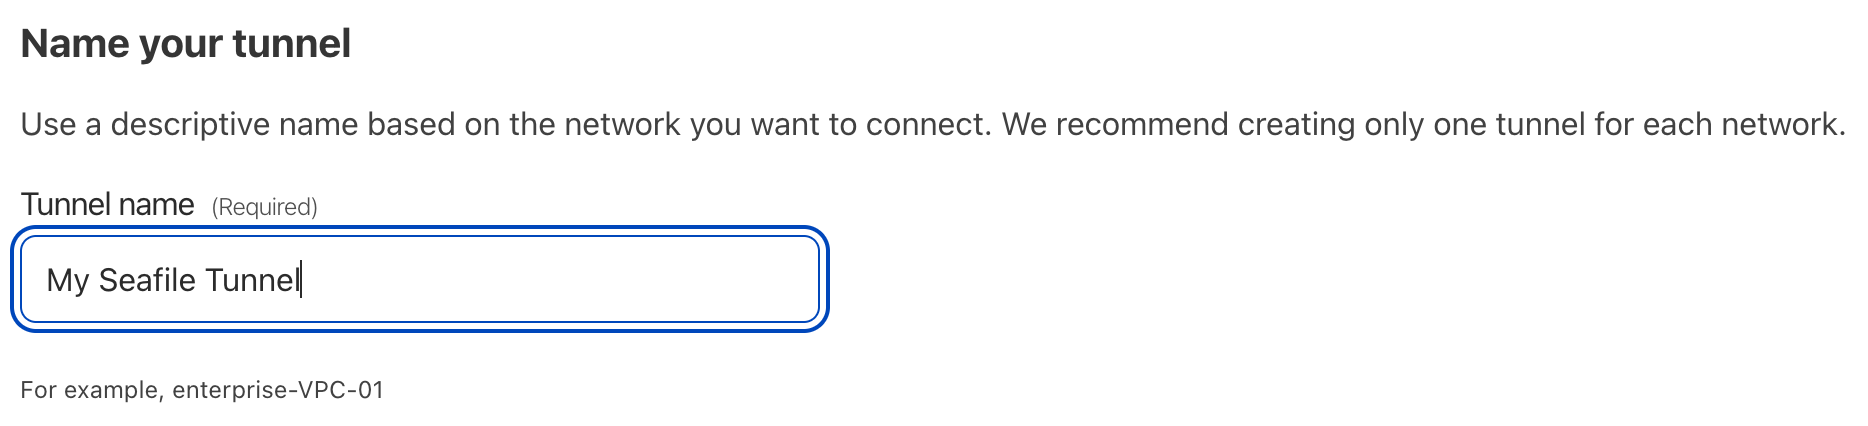 Name your tunnel
Use a descriptive name based on the network you want to connect. We recommend creating only one tunnel for each network.
Tunnel name (Required)
My Seafile Tunnel
For example, enterprise-VPC-01